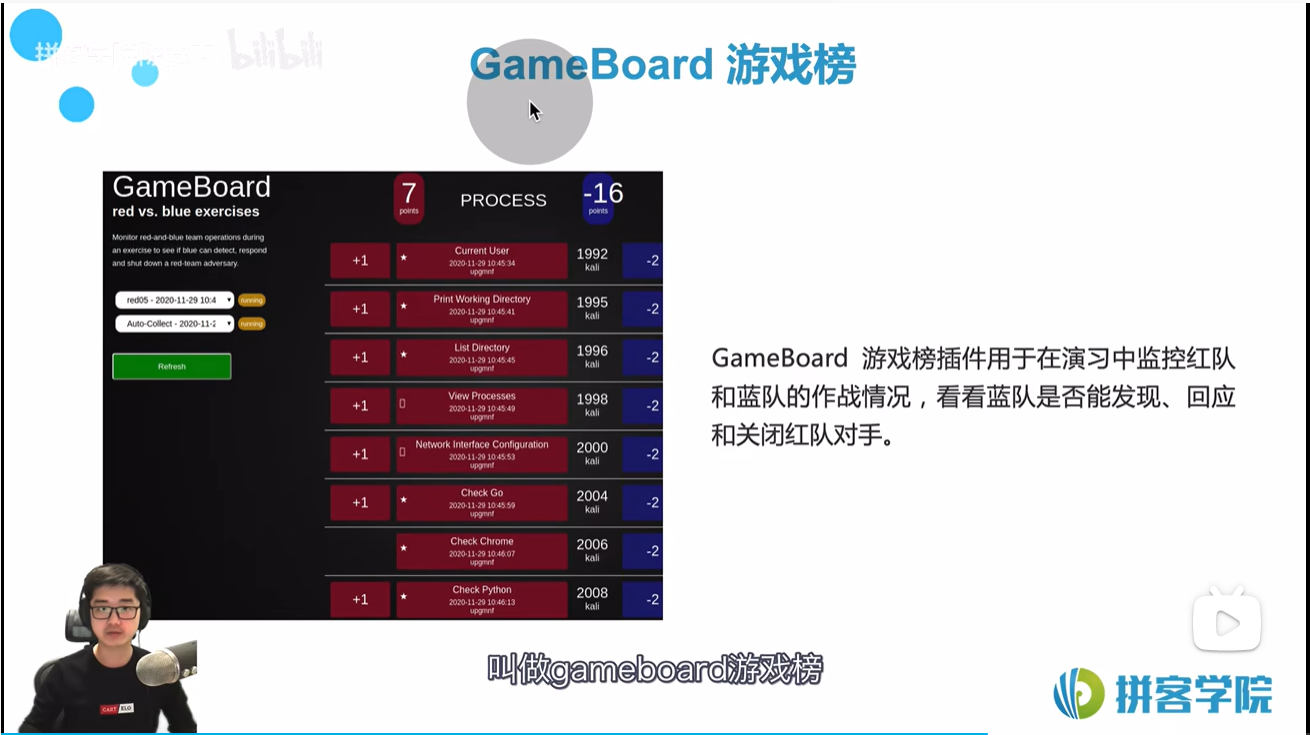 bilibili
GameBoard 游戏榜
GameBoard
red vs. blue exercises
Monitor red-and-blue team operations during
an exercise to see if blue can detect, respond
and shut down a red-team adversary.
red05 - 2020-11-29 10:4
running
Auto-Collect - 2020-11-2
running
Refresh
7
points
PROCESS
-16
points
+1
★
Current User
2020-11-29 10:45:34
upgmnf
1992
kali
-2
+1
★
Print Working Directory
2020-11-29 10:45:41
upgmnf
1995
kali
-2
+1
★
List Directory
2020-11-29 10:45:45
upgmnf
1996
kali
-2
+1
View Processes
2020-11-29 10:45:49
upgmnf
1998
kali
-2
+1
Network Interface Configuration
2020-11-29 10:45:53
upgmnf
2000
kali
-2
+1
★
Check Go
2020-11-29 10:45:59
upgmnf
2004
kali
-2
★
Check Chrome
2020-11-29 10:46:07
upgmnf
2006
kali
-2
+1
★
Check Python
2020-11-29 10:46:13
upgmnf
2008
kali
-2
GameBoard 游戏榜插件用于在演习中监控红队
和蓝队的作战情况，看看蓝队是否能发现、回应
和关闭红队对手。
叫做gameboard游戏榜
拼客学院